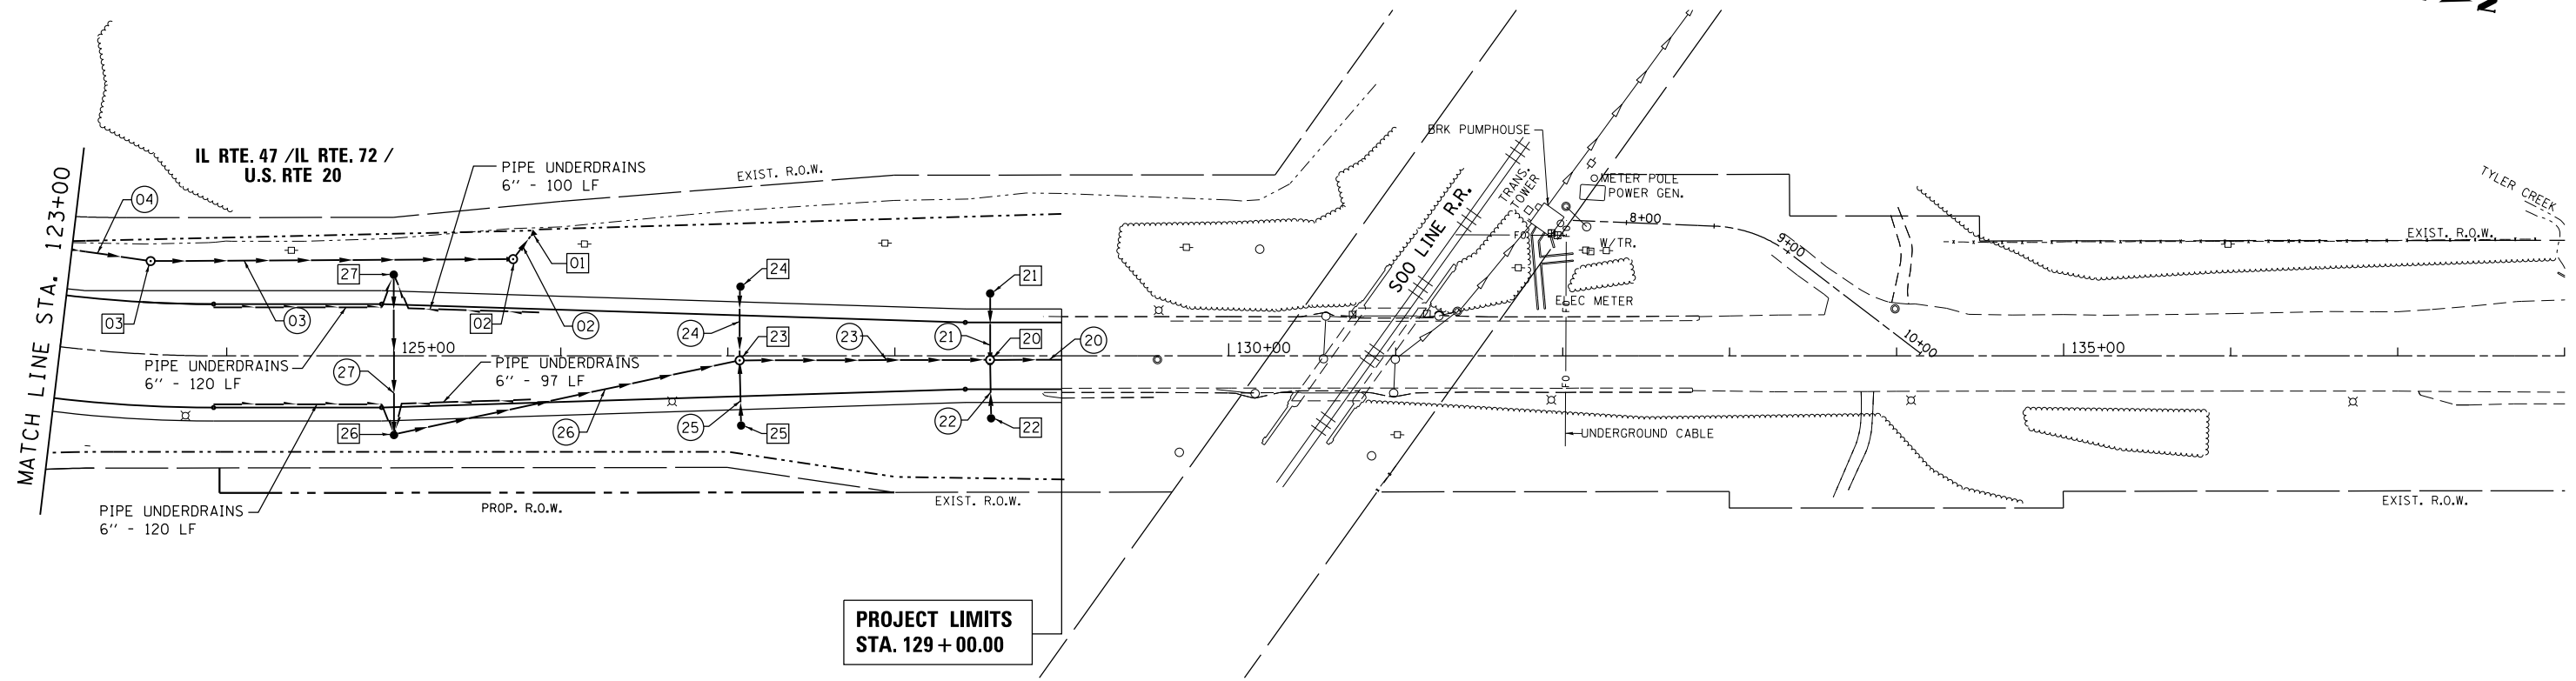 N
IL RTE. 47 /IL RTE. 72 /
U.S. RTE 20
MATCH LINE STA. 123+00
04
PIPE UNDERDRAINS
6'' - 100 LF
EXIST. R.O.W.
BRK PUMPHOUSE
METER POLE
POWER GEN.
TRANS.
TOWER
SOO LINE R.R.
8+00
9+00
10+00
W/TR.
FO
ELEC METER
FO
FO
TYLER CREEK
EXIST. R.O.W.
01
27
24
21
03
03
02
02
24
23
23
21
20
20
125+00
130+00
135+00
PIPE UNDERDRAINS
6'' - 120 LF
27
PIPE UNDERDRAINS
6'' - 97 LF
26
26
25
25
22
22
UNDERGROUND CABLE
PIPE UNDERDRAINS
6'' - 120 LF
PROP. R.O.W.
EXIST. R.O.W.
EXIST. R.O.W.
PROJECT LIMITS
STA. 129+00.00